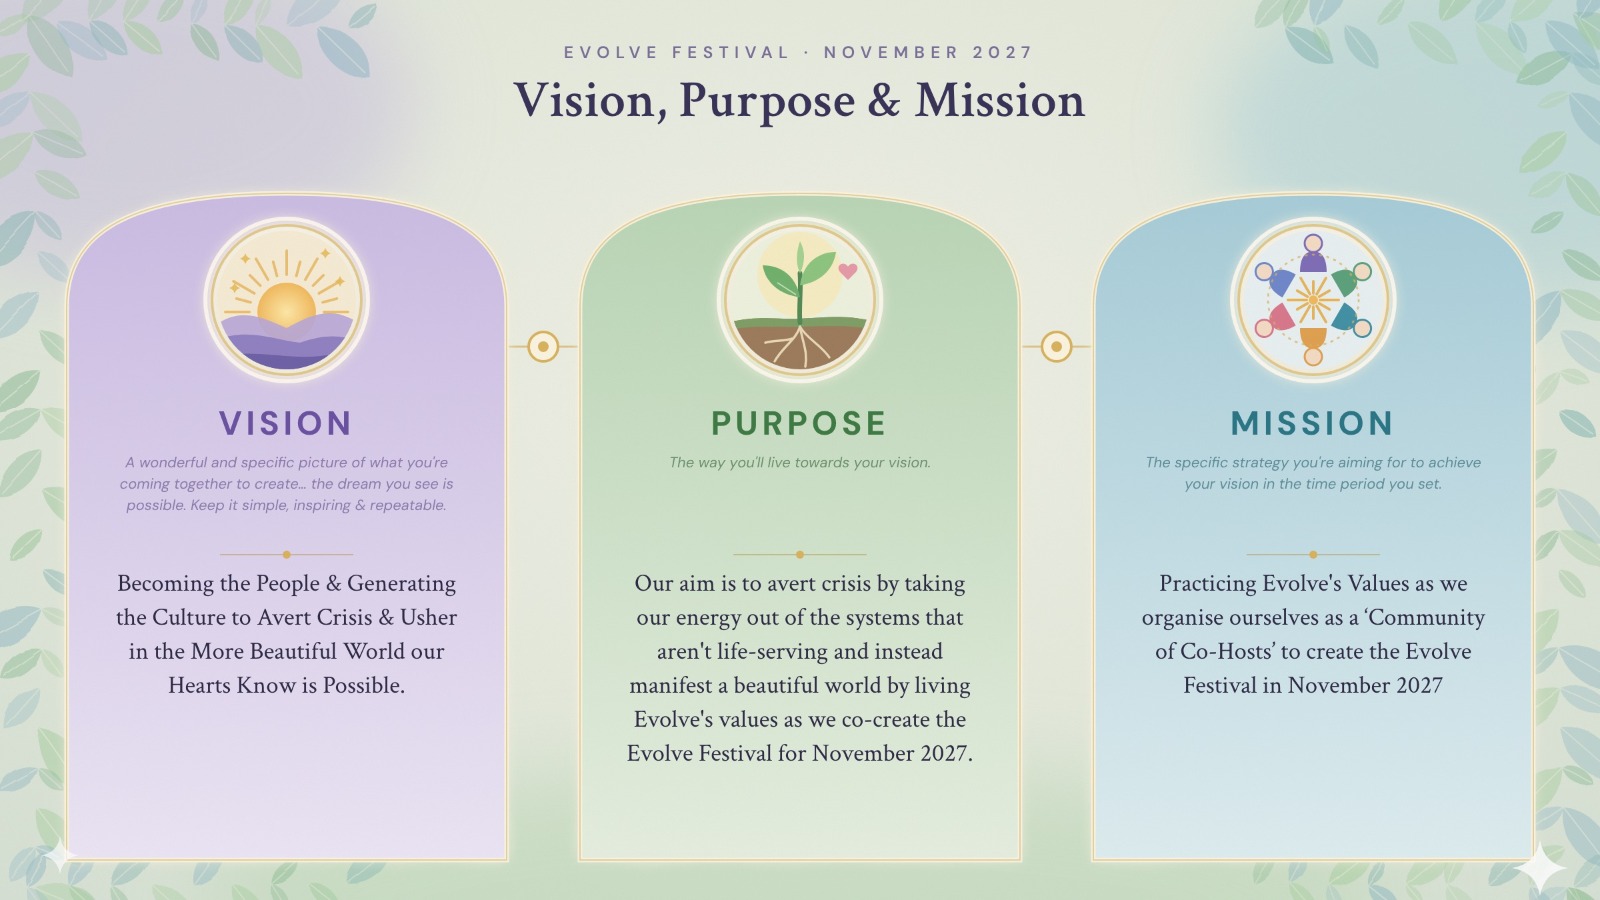 EVOLVE FESTIVAL · NOVEMBER 2027
Vision, Purpose & Mission
VISION
A wonderful and specific picture of what you're
coming together to create... the dream you see is
possible. Keep it simple, inspiring & repeatable.
Becoming the People & Generating
the Culture to Avert Crisis & Usher
in the More Beautiful World our
Hearts Know is Possible.
PURPOSE
The way you'll live towards your vision.
Our aim is to avert crisis by taking
our energy out of the systems that
aren't life-serving and instead
manifest a beautiful world by living
Evolve's values as we co-create the
Evolve Festival for November 2027.
MISSION
The specific strategy you're aiming for to achieve
your vision in the time period you set.
Practicing Evolve's Values as we
organise ourselves as a ‘Community
of Co-Hosts’ to create the Evolve
Festival in November 2027